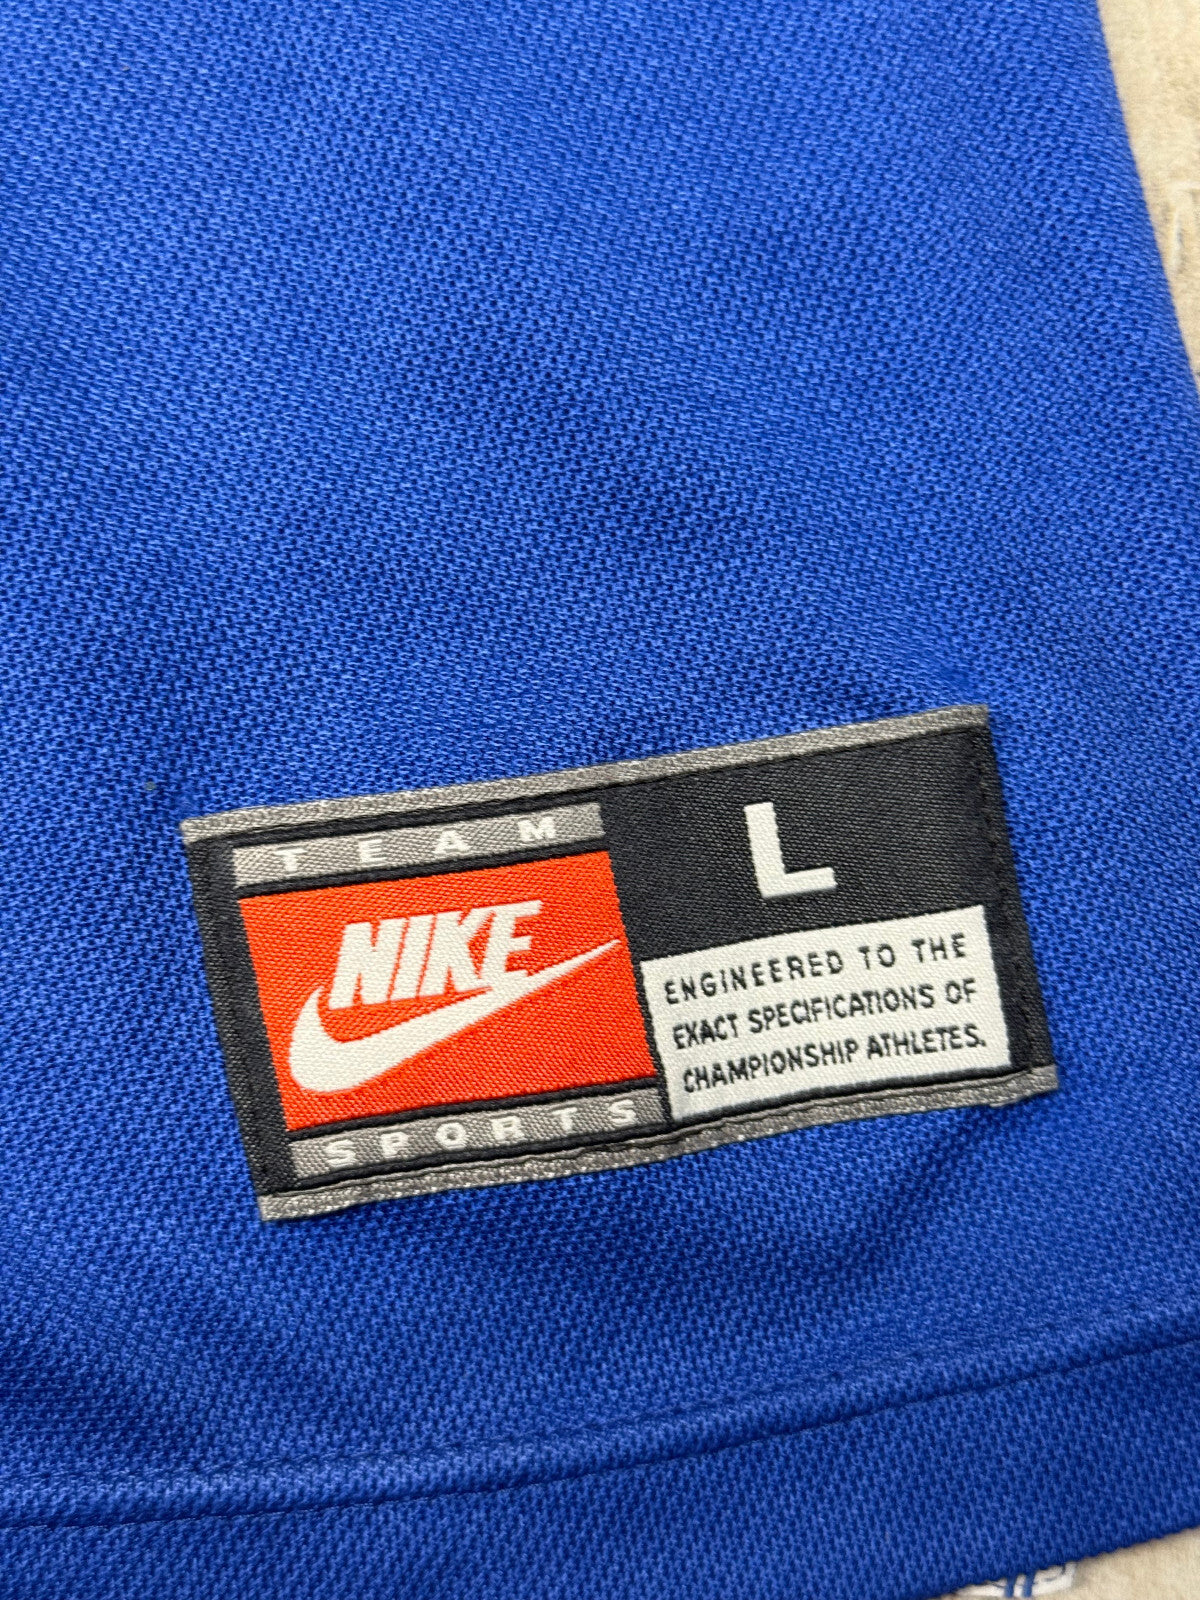 TEAM
NIKE
SPORTS
L
ENGINEERED TO THE
EXACT SPECIFICATIONS OF
CHAMPIONSHIP ATHLETES.